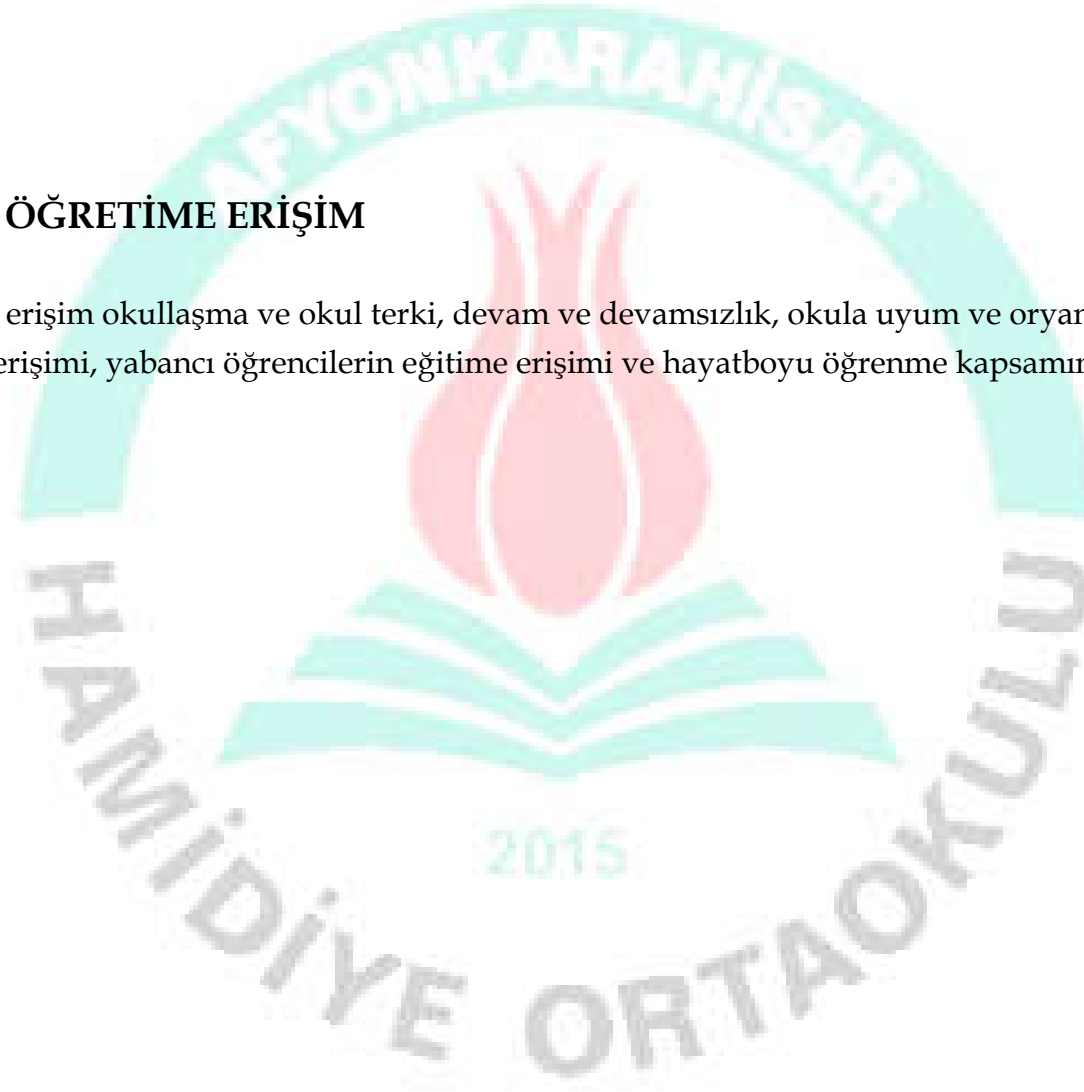 AFYONKARAHİSAR
ÖĞRETİME ERİŞİM
erişim okullaşma ve okul terki, devam ve devamsızlık, okula uyum ve oryan
erişimi, yabancı öğrencilerin eğitime erişimi ve hayatboyu öğrenme kapsamın
2015
HAMİDİYE ORTAOKULU